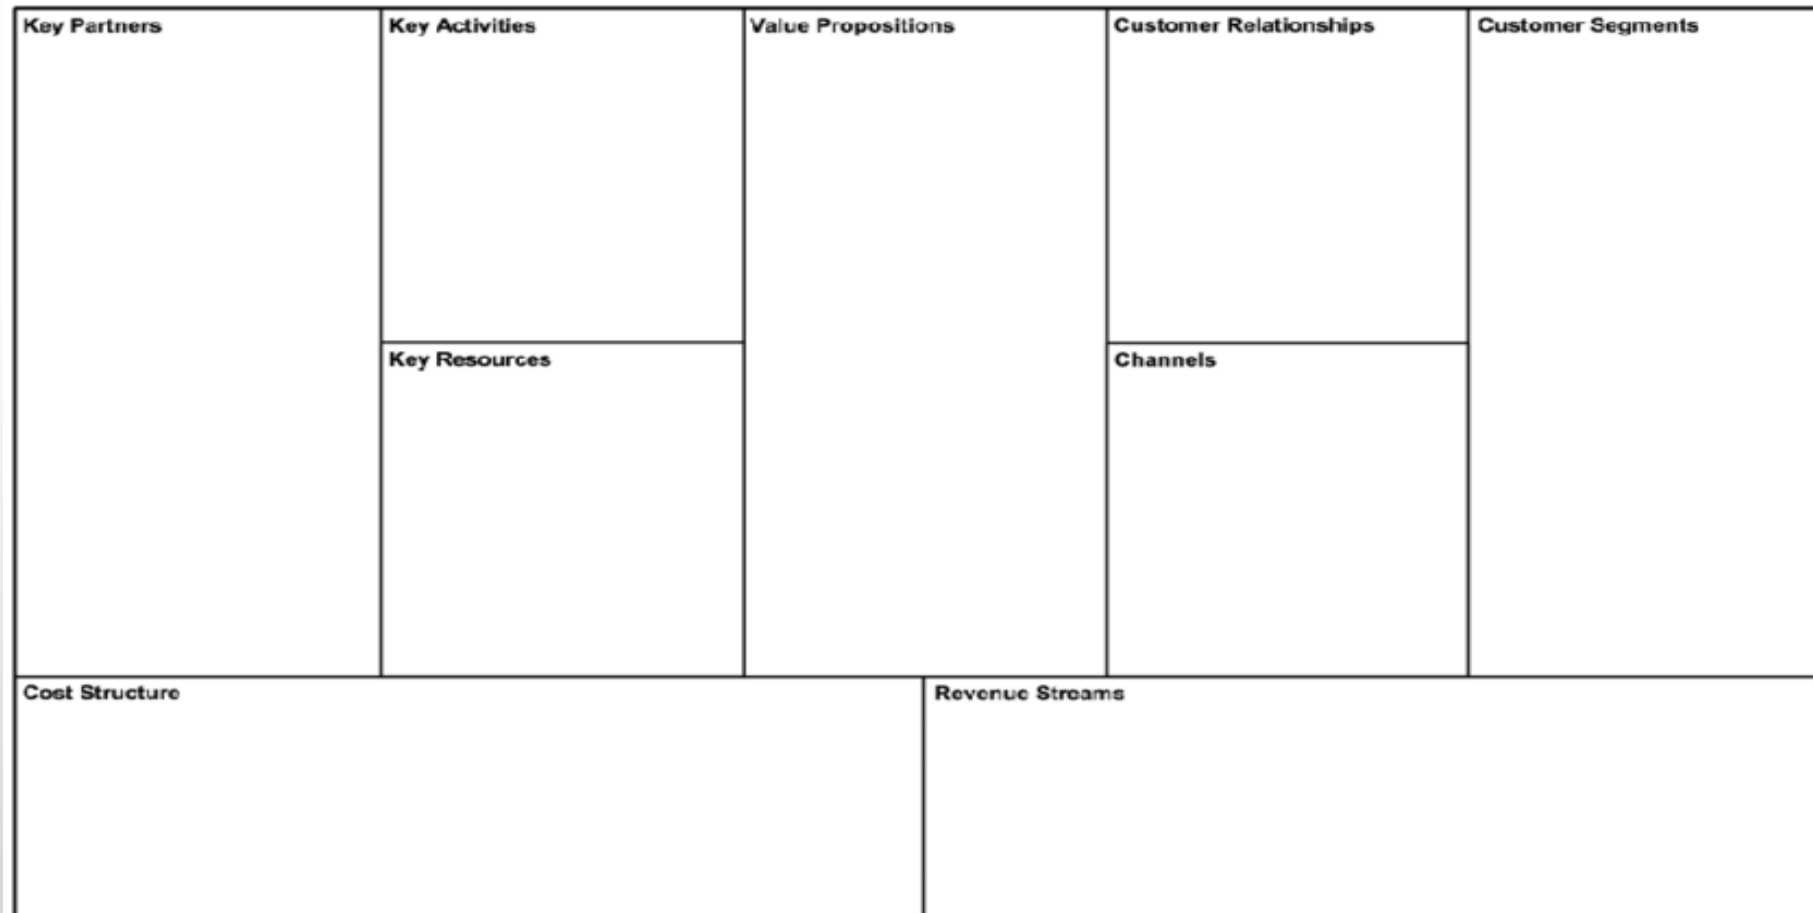 Key Partners
Key Activities
Value Propositions
Customer Relationships
Customer Segments
Key Resources
Channels
Cost Structure
Revenue Streams